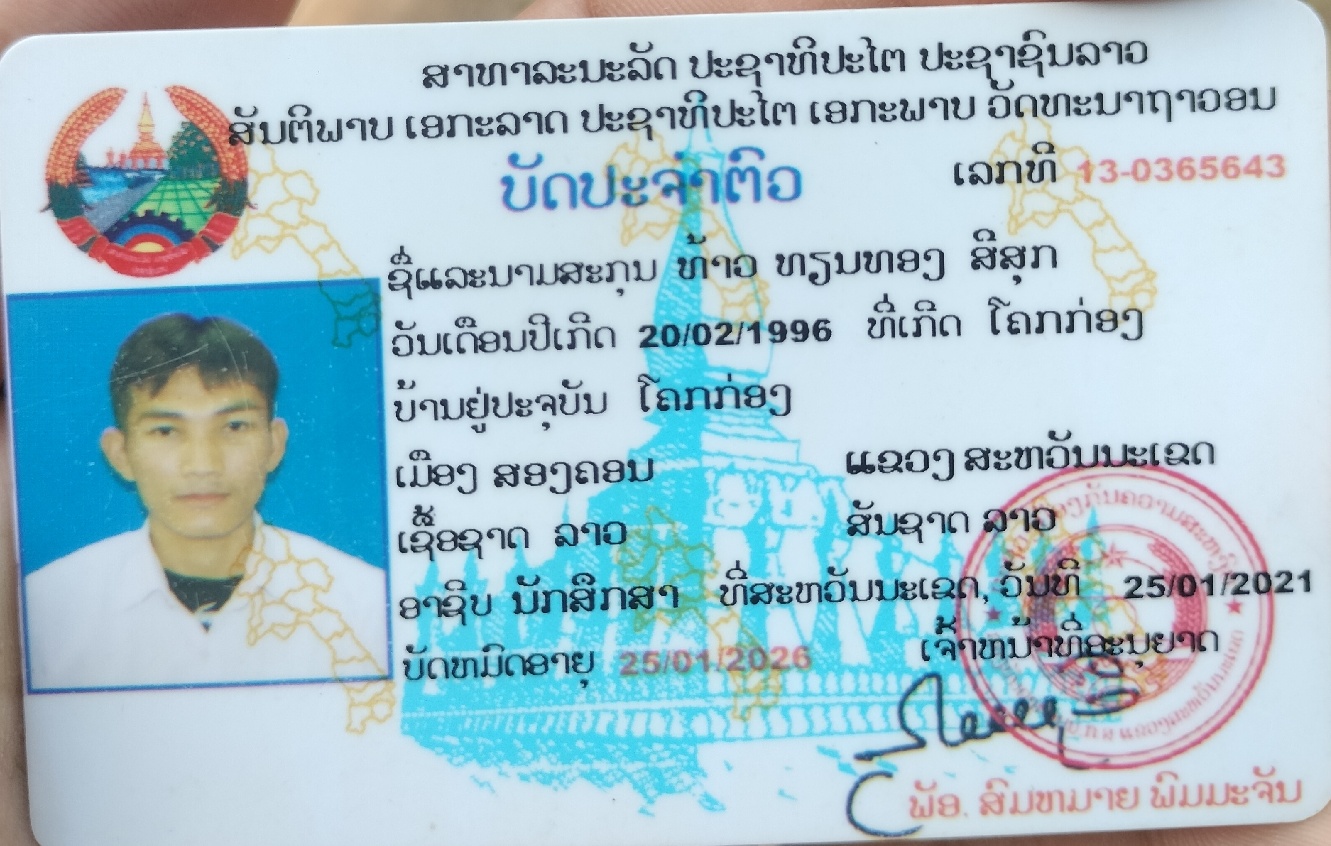 ສາທາລະນະລັດ ປະຊາທິປະໄຕ ປະຊາຊົນລາວ
ສັນຕິພາບ ເອກະລາດ ປະຊາທິປະໄຕ ເອກະພາບ ວັດທະນາຖາວອນ
ບັດປະຈຳຕົວ
ເລກທີ 13-0365643
ຊື່ແລະນາມສະກຸນ ທ້າວ ທຽນທອງ ສີສຸກ
ວັນເດືອນປີເກີດ 20/02/1996 ທີ່ເກີດ ໂຄກກ່ອງ
ບ້ານຢູ່ປະຈຸບັນ ໂຄກກ່ອງ
ເມືອງ ສອງຄອນ ແຂວງ ສະຫວັນນະເຂດ
ເຊື້ອຊາດ ລາວ ສັນຊາດ ລາວ
ອາຊີບ ນັກສຶກສາ ທີ່ສະຫວັນນະເຂດ, ວັນທີ 25/01/2021
ບັດຫມົດອາຍຸ 25/01/2026 ເຈົ້າຫນ້າທີ່ອະນຸຍາດ
ພັອ. ສົມຫມາຍ ພິມມະຈັນ